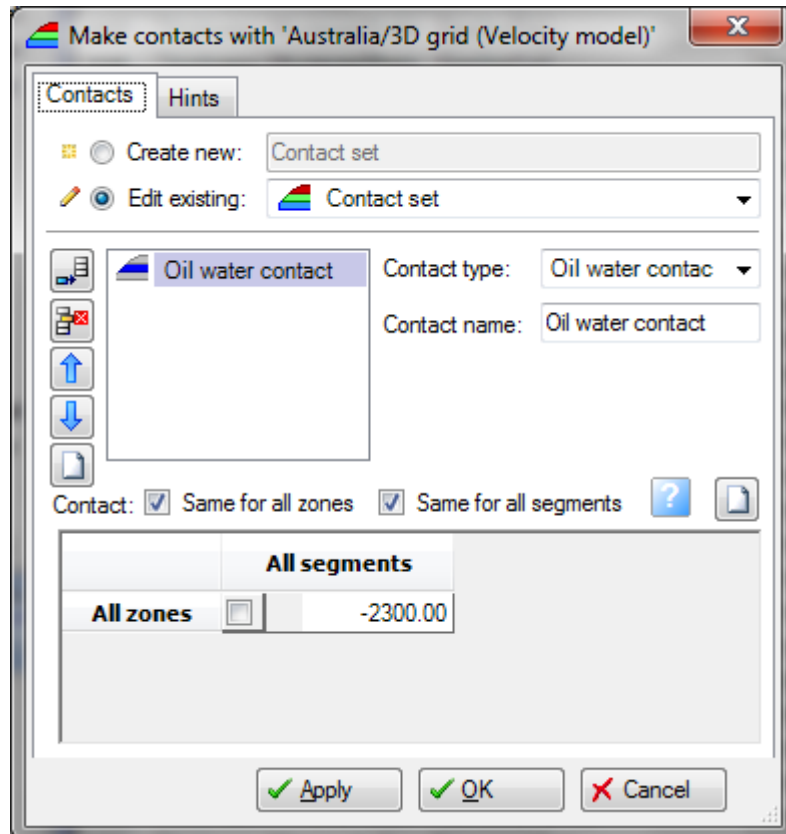 Make contacts with 'Australia/3D grid (Velocity model)'
Contacts Hints
Create new: Contact set
Edit existing: Contact set
Oil water contact Contact type: Oil water contac
Contact name: Oil water contact
Contact: Same for all zones Same for all segments ?
All segments
All zones -2300.00
Apply OK Cancel